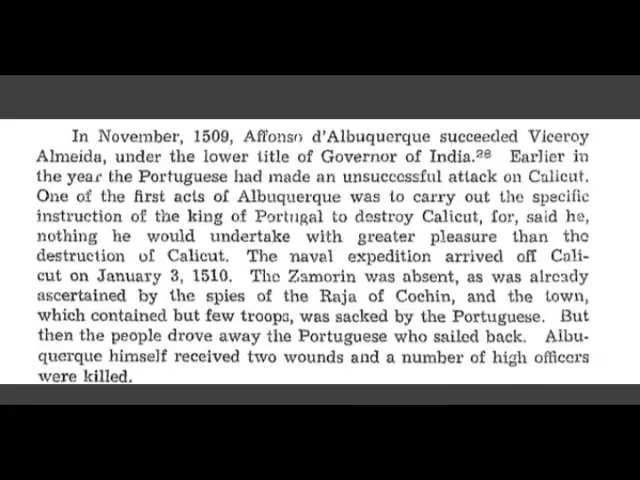 In November, 1509, Affonso d'Albuquerque succeeded Viceroy
Almeida, under the lower title of Governor of India.²⁸ Earlier in
the year the Portuguese had made an unsuccessful attack on Calicut.
One of the first acts of Albuquerque was to carry out the specific
instruction of the king of Portugal to destroy Calicut, for, said he,
nothing he would undertake with greater pleasure than the
destruction of Calicut. The naval expedition arrived off Cali-
cut on January 3, 1510. The Zamorin was absent, as was already
ascertained by the spies of the Raja of Cochin, and the town,
which contained but few troops, was sacked by the Portuguese. But
then the people drove away the Portuguese who sailed back. Albu-
querque himself received two wounds and a number of high officers
were killed.